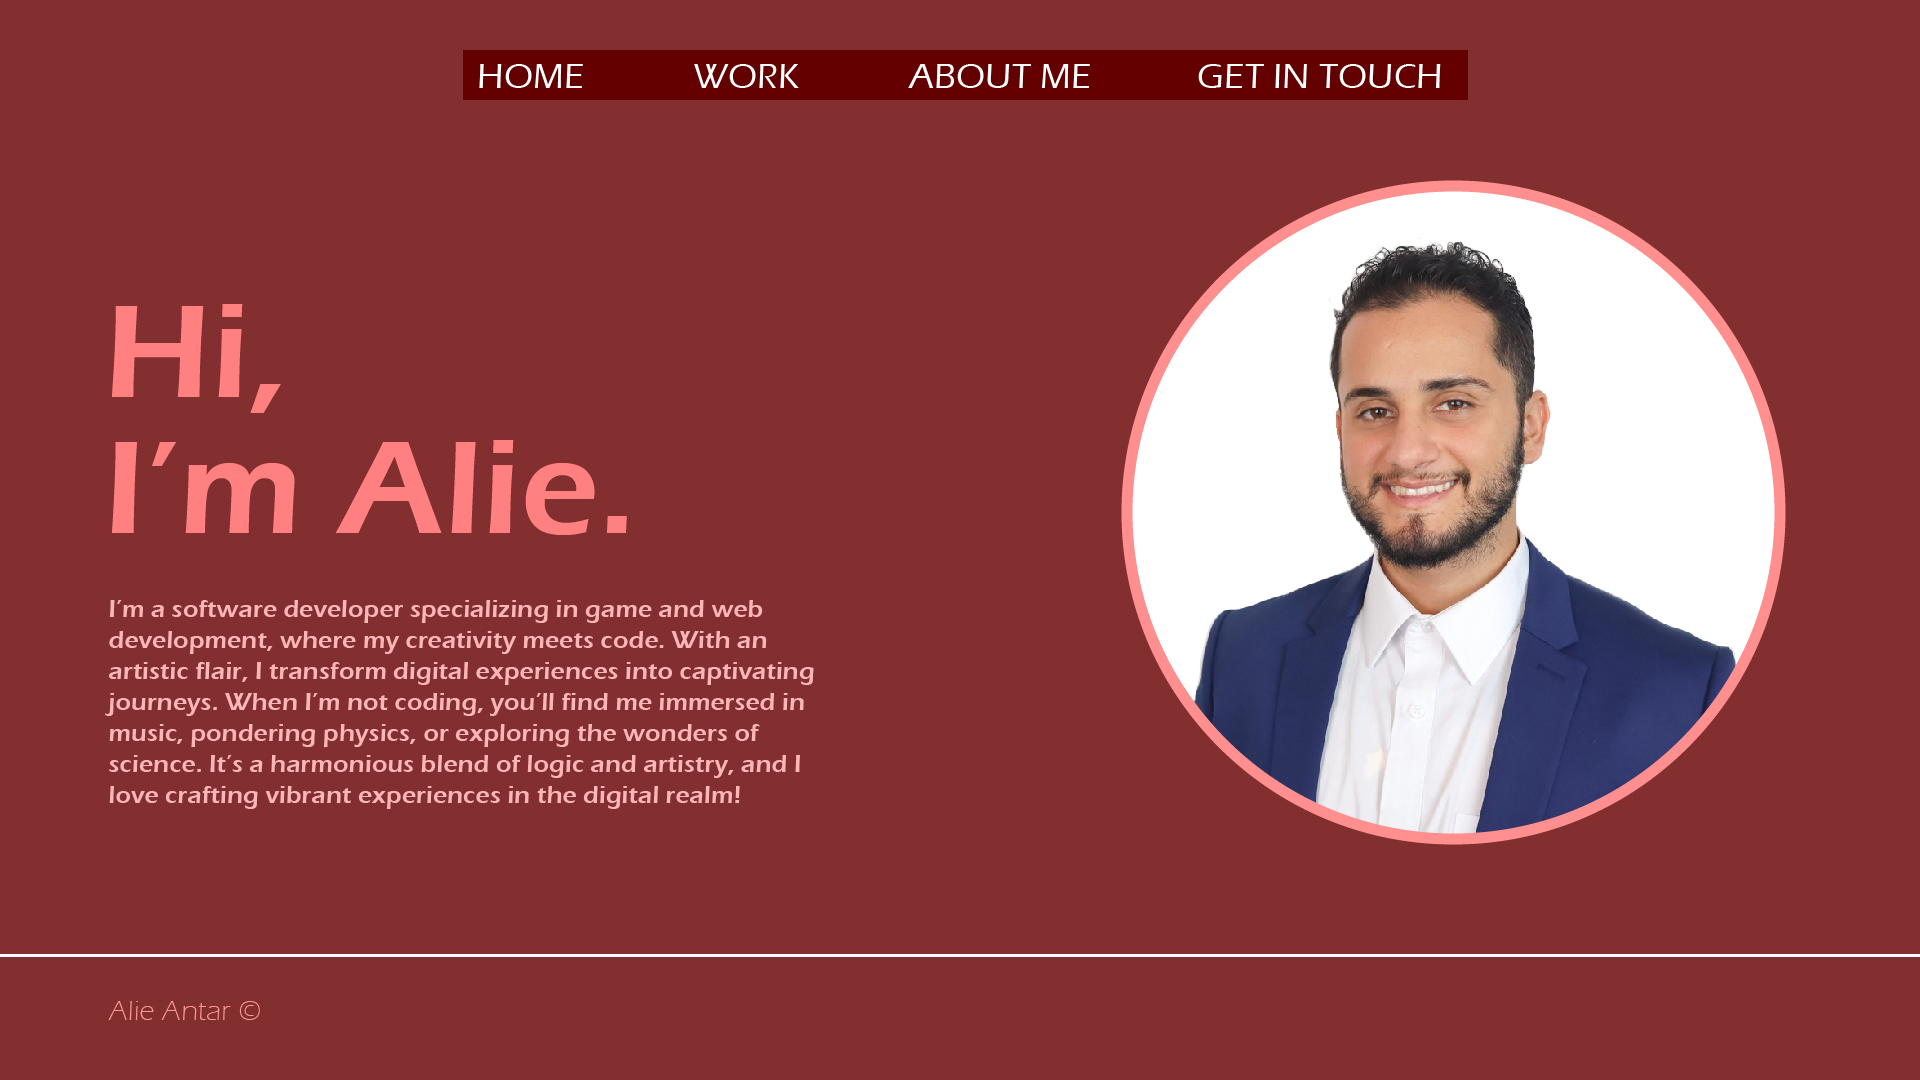 HOME WORK ABOUT ME GET IN TOUCH
Hi,
I'm Alie.
I'm a software developer specializing in game and web
development, where my creativity meets code. With an
artistic flair, I transform digital experiences into captivating
journeys. When I'm not coding, you'll find me immersed in
music, pondering physics, or exploring the wonders of
science. It's a harmonious blend of logic and artistry, and I
love crafting vibrant experiences in the digital realm!
Alie Antar ©